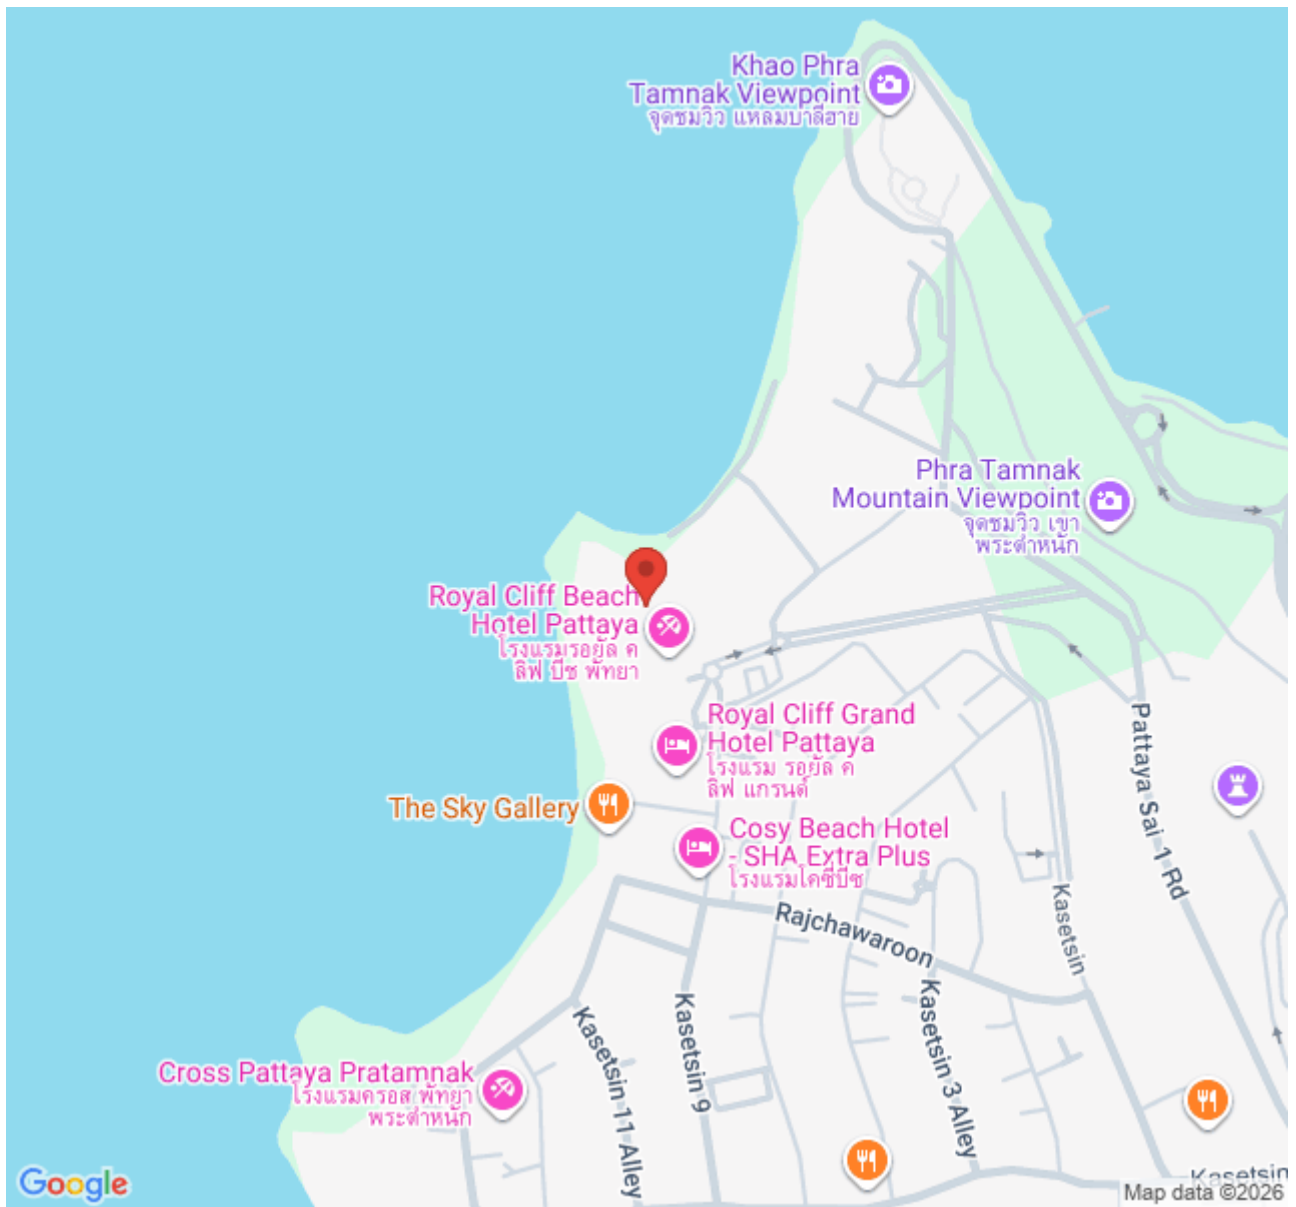 Khao Phra
Tamnak Viewpoint
จุดชมวิว แหลมบาลีฮาย
Phra Tamnak
Mountain Viewpoint
จุดชมวิว เขา
พระตำหนัก
Royal Cliff Beach
Hotel Pattaya
โรงแรมรอยัล ค
ลิฟ บีช พัทยา
Royal Cliff Grand
Hotel Pattaya
โรงแรม รอยัล ค
ลิฟ แกรนด์
Pattaya Sai 1 Rd
The Sky Gallery
Cosy Beach Hotel
- SHA Extra Plus
โรงแรมโคซี่บีช
Kasetsin
Rajchawaroon
Kasetsin 11 Alley
Kasetsin 9
Kasetsin 3 Alley
Cross Pattaya Pratamnak
โรงแรมครอส พัทยา
พระตำหนัก
Kasetsin
Google
Map data ©2026